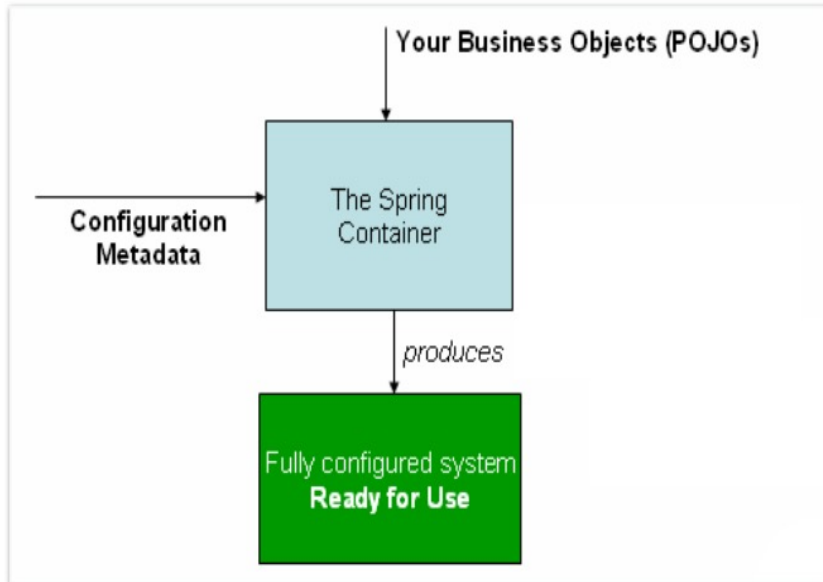 Your Business Objects (POJOs)
The Spring
Container
Configuration
Metadata
produces
Fully configured system
Ready for Use